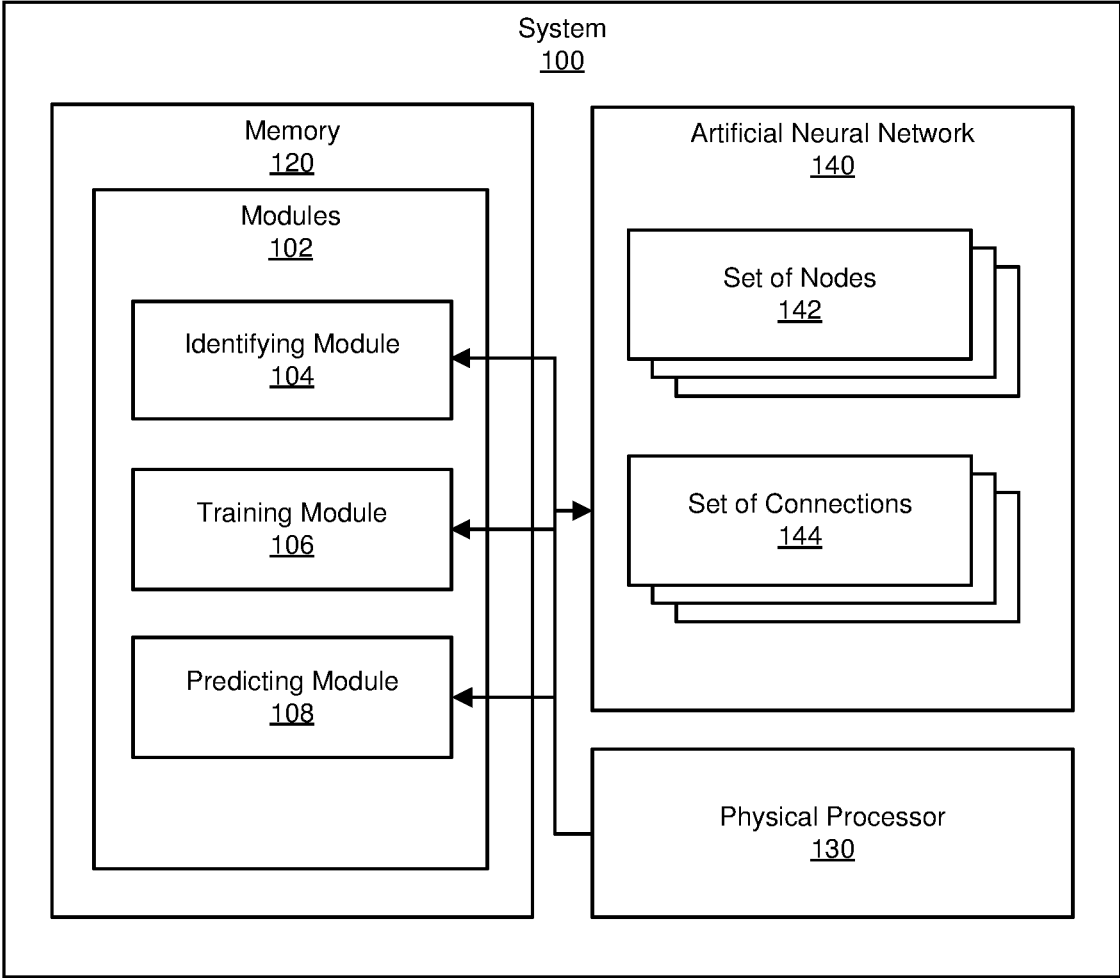 System
100
Memory
120
Modules
102
Identifying Module
104
Training Module
106
Predicting Module
108
Artificial Neural Network
140
Set of Nodes
142
Set of Connections
144
Physical Processor
130